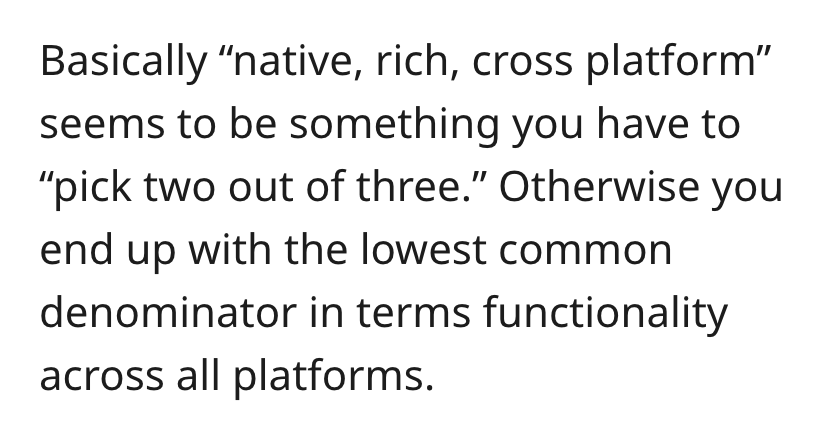 Basically “native, rich, cross platform”
seems to be something you have to
“pick two out of three.” Otherwise you
end up with the lowest common
denominator in terms functionality
across all platforms.